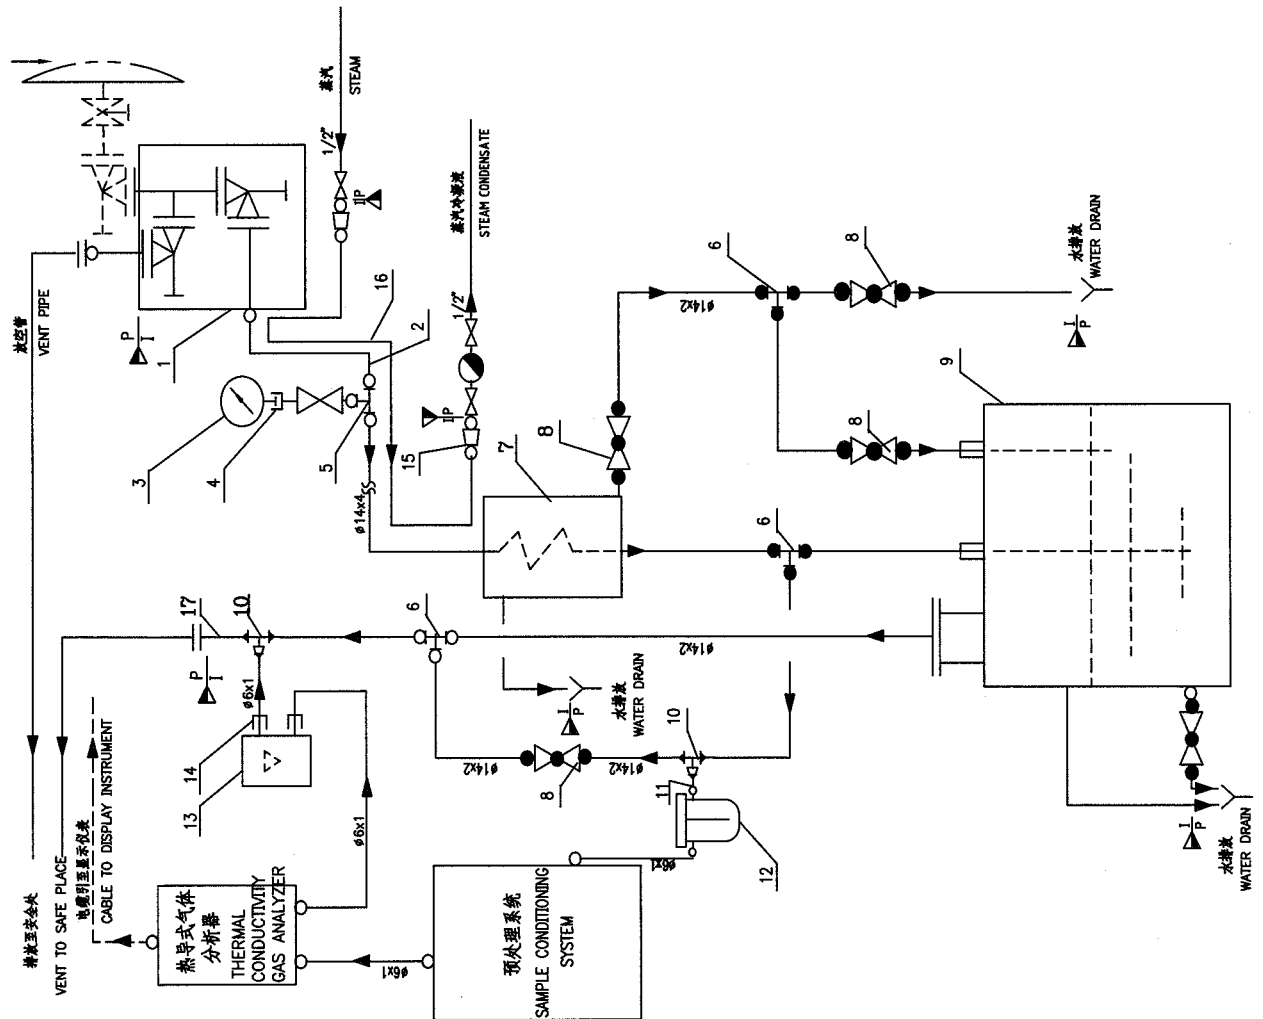 蒸汽
STEAM
1/2"
蒸汽冷凝液
STEAM CONDENSATE
1/2"
放空管
VENT PIPE
P
I
1
16
2
I
P
3
4
5
15
I
P
ø14x4
7
8
ø14x2
6
8
水排放
WATER DRAIN
I
P
8
9
6
17
10
P
I
ø6x1
6
ø14x2
水排放
WATER DRAIN
I
P
14
13
ø14x2
8
ø14x2
10
11
12
ø6x1
ø6x1
排放至安全处
VENT TO SAFE PLACE
电缆引至显示仪表
CABLE TO DISPLAY INSTRUMENT
热导式气体
分析器
THERMAL
CONDUCTIVITY
GAS ANALYZER
ø6x1
预处理系统
SAMPLE CONDITIONING
SYSTEM
I
P
水排放
WATER DRAIN